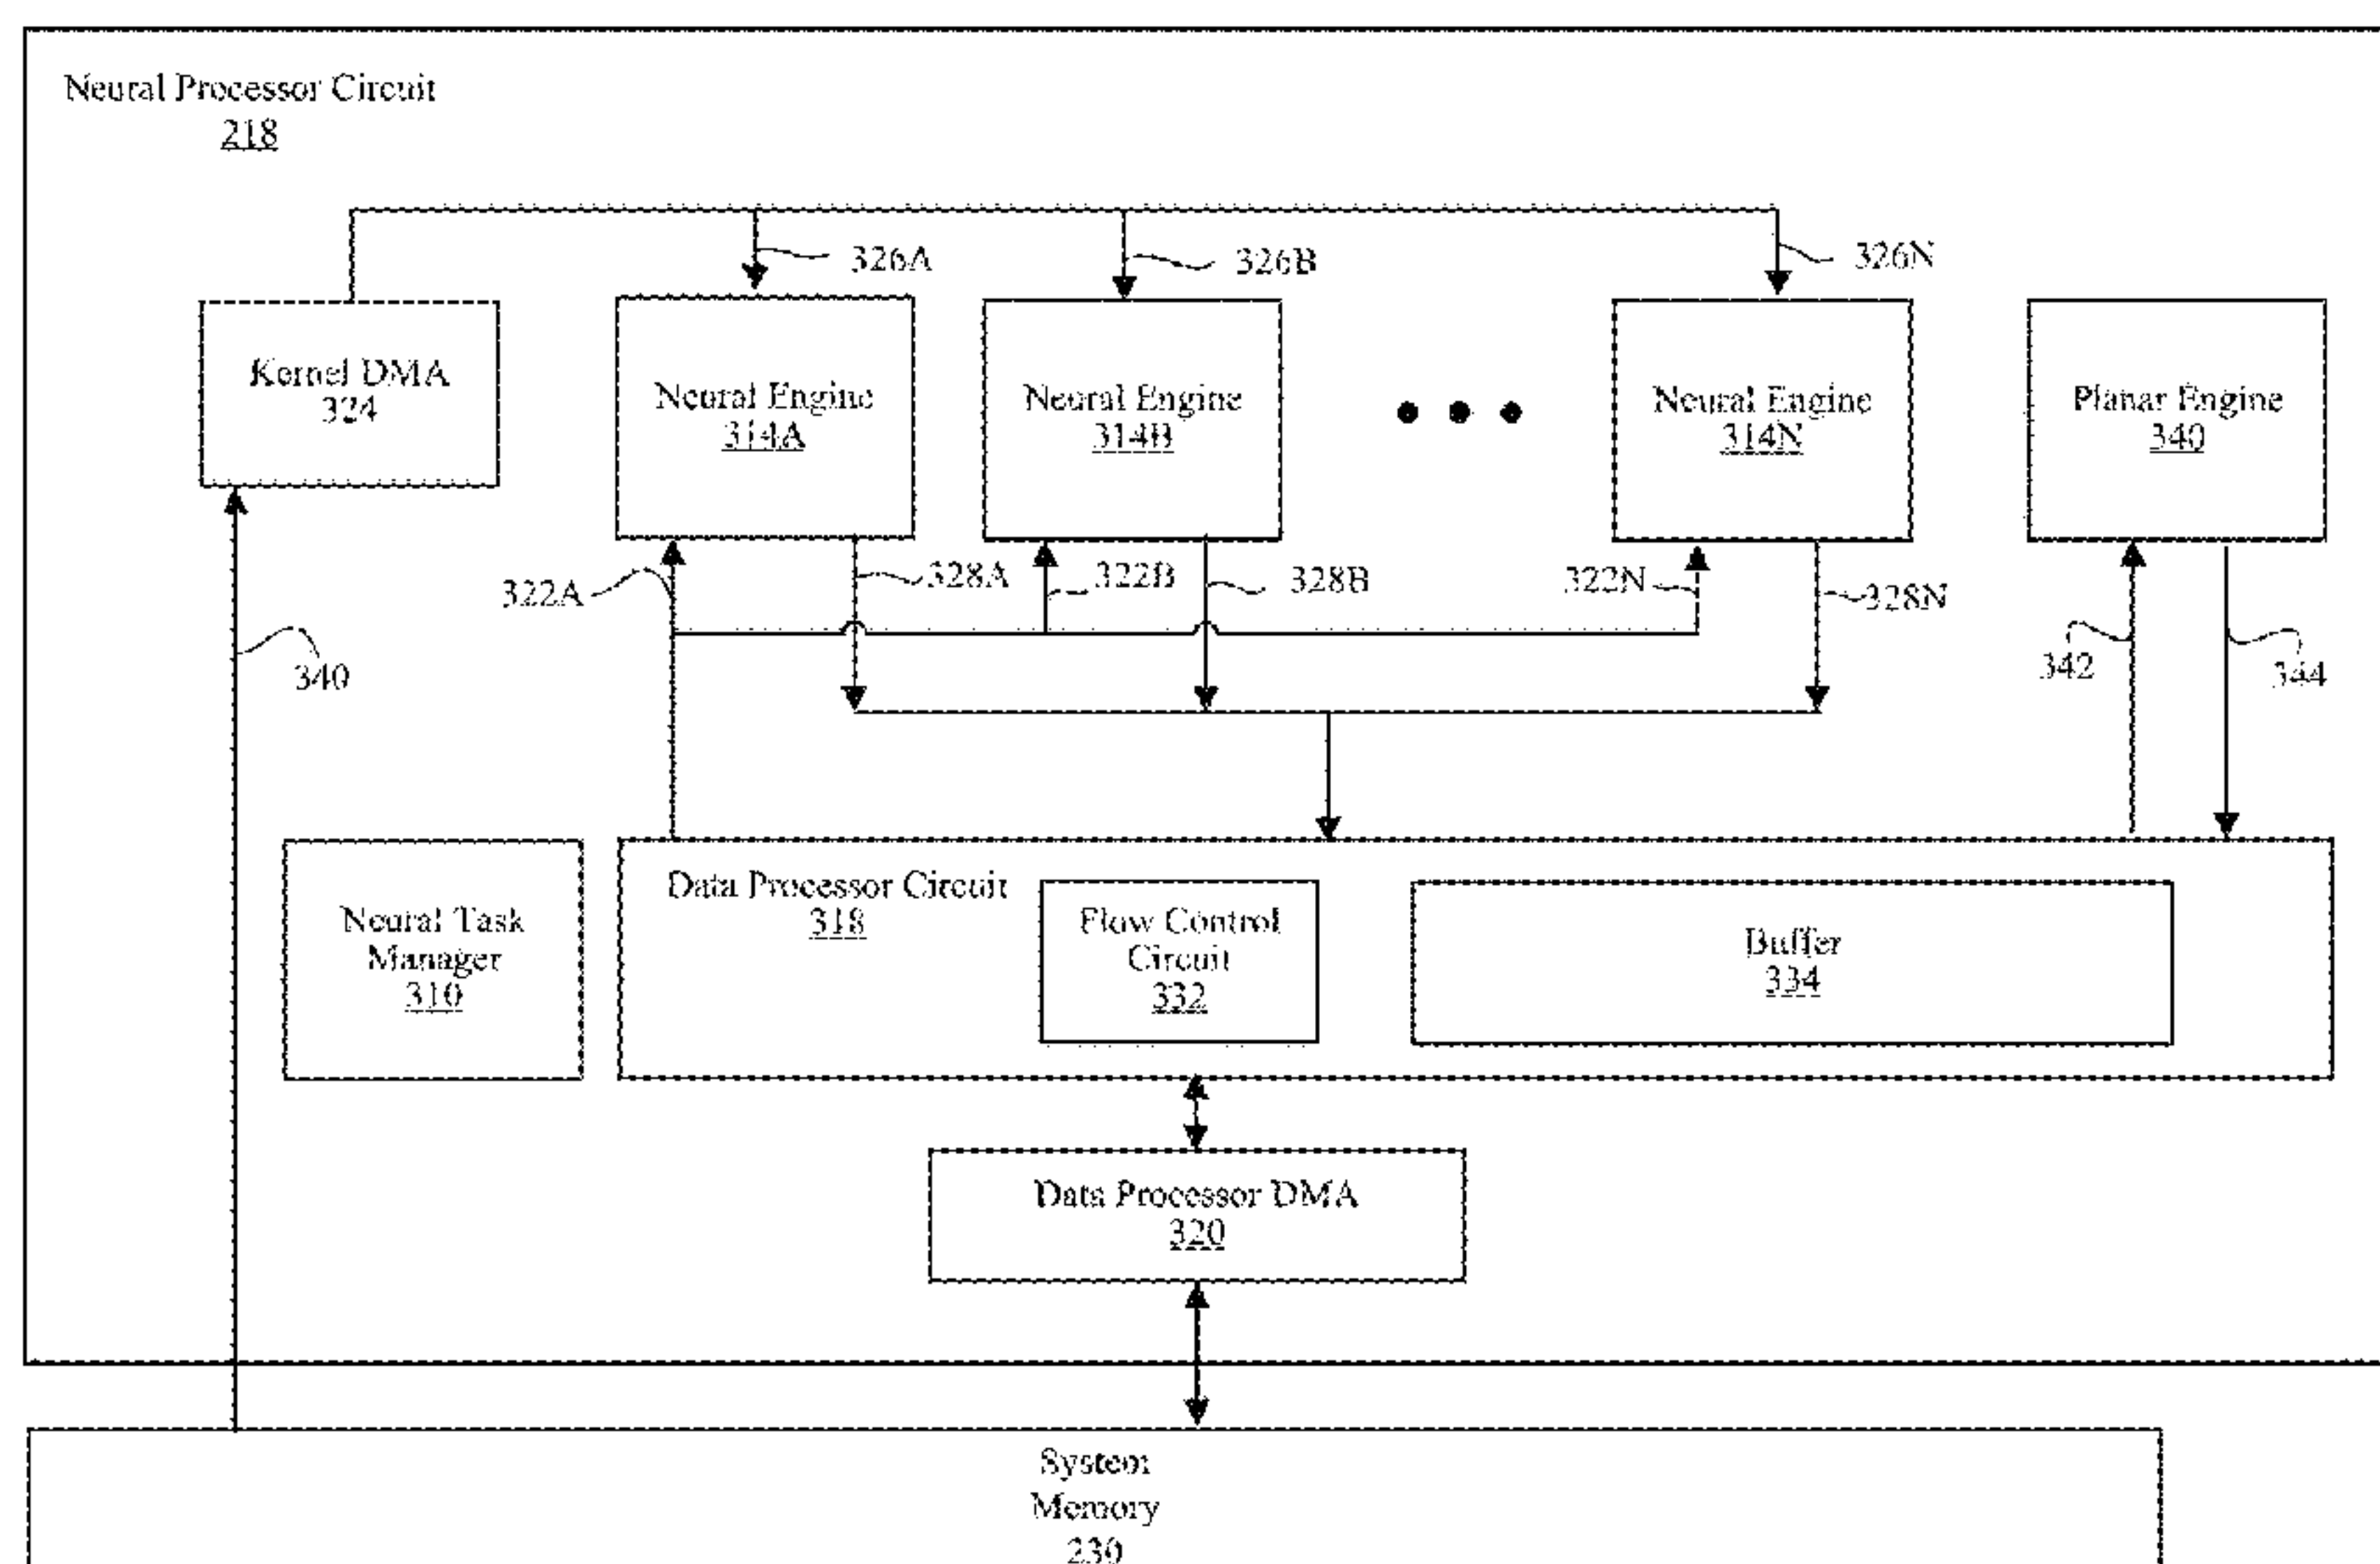 Neural Processor Circuit
218
326A
326B
326N
Kernel DMA
324
Neural Engine
314A
Neural Engine
314B
Neural Engine
314N
Planar Engine
340
322A
328A
322B
328B
322N
328N
340
342
344
Neural Task
Manager
310
Data Processor Circuit
318
Flow Control
Circuit
332
Buffer
334
Data Processor DMA
320
System
Memory
230